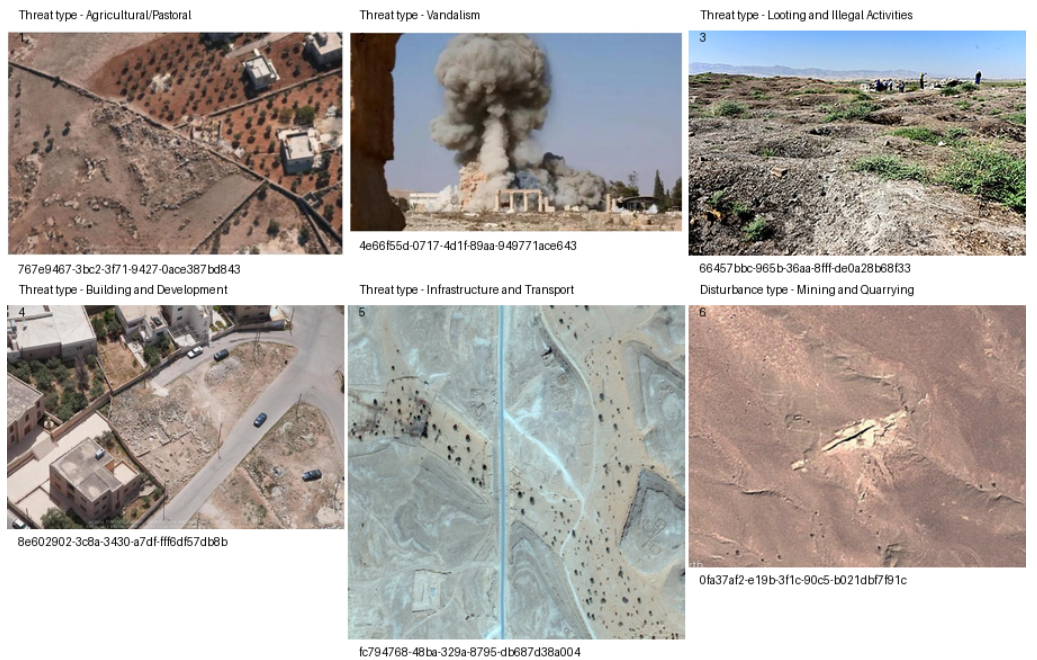 Threat type - Agricultural/Pastoral
Threat type - Vandalism
Threat type - Looting and Illegal Activities
3
767e9467-3bc2-3f71-9427-0ace387bd843
4e66f55d-0717-4d1f-89aa-949771ace643
66457bbc-965b-36aa-8fff-de0a28b68f33
Threat type - Building and Development
Threat type - Infrastructure and Transport
Disturbance type - Mining and Quarrying
4
5
6
8e602902-3c8a-3430-a7df-fff6df57db8b
fc794768-48ba-329a-8795-db687d38a004
0fa37af2-e19b-3f1c-90c5-b021dbf7f91c